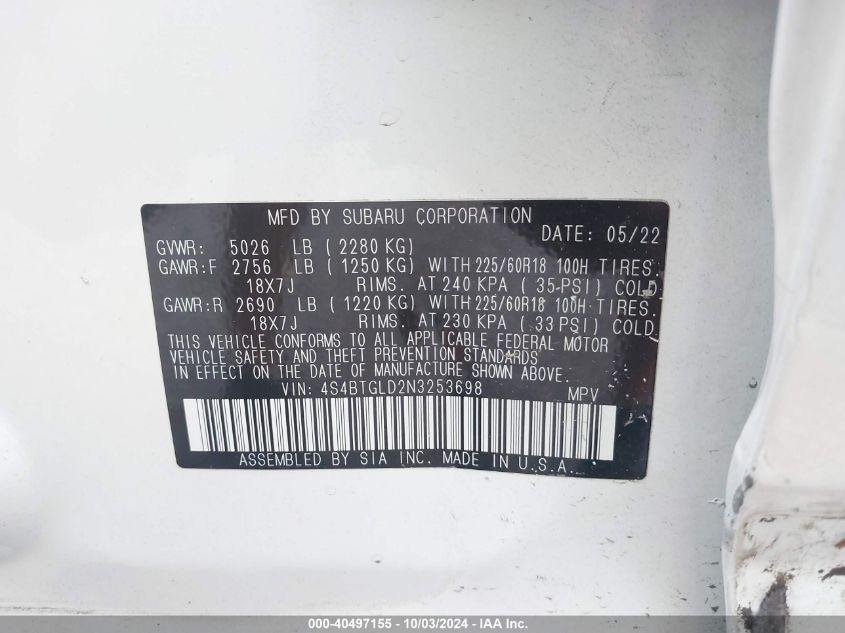 MFD BY SUBARU CORPORATION
DATE: 05/22
GVWR: 5026 LB ( 2280 KG)
GAWR:F 2756 LB ( 1250 KG) WITH 225/60R18 100H TIRES.
18X7J RIMS. AT 240 KPA ( 35-PSI) COLD
GAWR:R 2690 LB ( 1220 KG) WITH 225/60R18 100H TIRES.
18X7J RIMS. AT 230 KPA ( 33 PSI) COLD
THIS VEHICLE CONFORMS TO ALL APPLICABLE FEDERAL MOTOR
VEHICLE SAFETY AND THEFT PREVENTION STANDARDS
IN EFFECT ON THE DATE OF MANUFACTURE SHOWN ABOVE.
VIN: 4S4BTGLD2N3253698 MPV
ASSEMBLED BY SIA INC. MADE IN U.S.A.
000-40497155 - 10/03/2024 - IAA Inc.